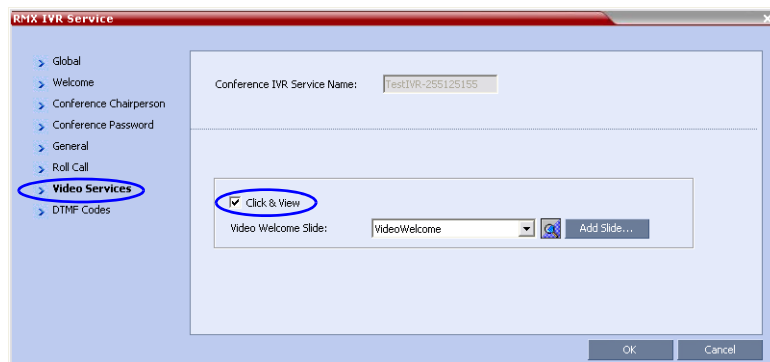 RMX IVR Service
Global
Welcome
Conference Chairperson
Conference Password
General
Roll Call
Video Services
DTMF Codes
Conference IVR Service Name: TestIVR-255125155
Click & View
Video Welcome Slide: VideoWelcome Add Slide...
OK Cancel